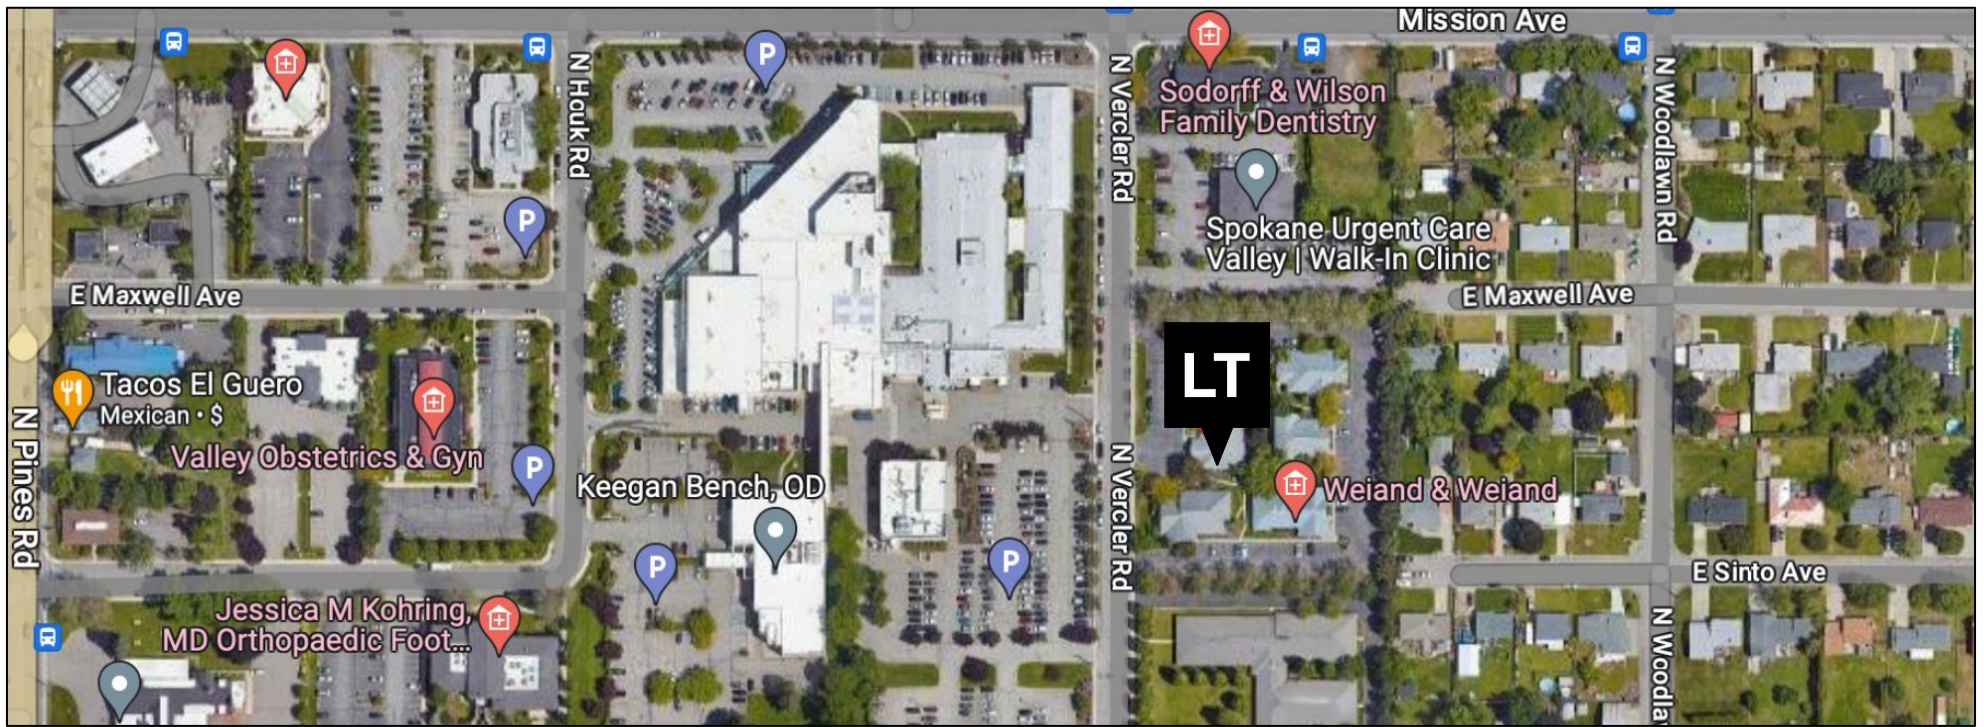 Mission Ave
N Houk Rd
N Vercler Rd
Sodorff & Wilson
Family Dentistry
N Woodlawn Rd
P
P
Spokane Urgent Care
Valley | Walk-In Clinic
E Maxwell Ave
E Maxwell Ave
LT
Tacos El Guero
Mexican • $
N Pines Rd
Valley Obstetrics & Gyn
P
Keegan Bench, OD
N Vercler Rd
Weiand & Weiand
P
P
E Sinto Ave
Jessica M Kohring,
MD Orthopaedic Foot...
N Woodla